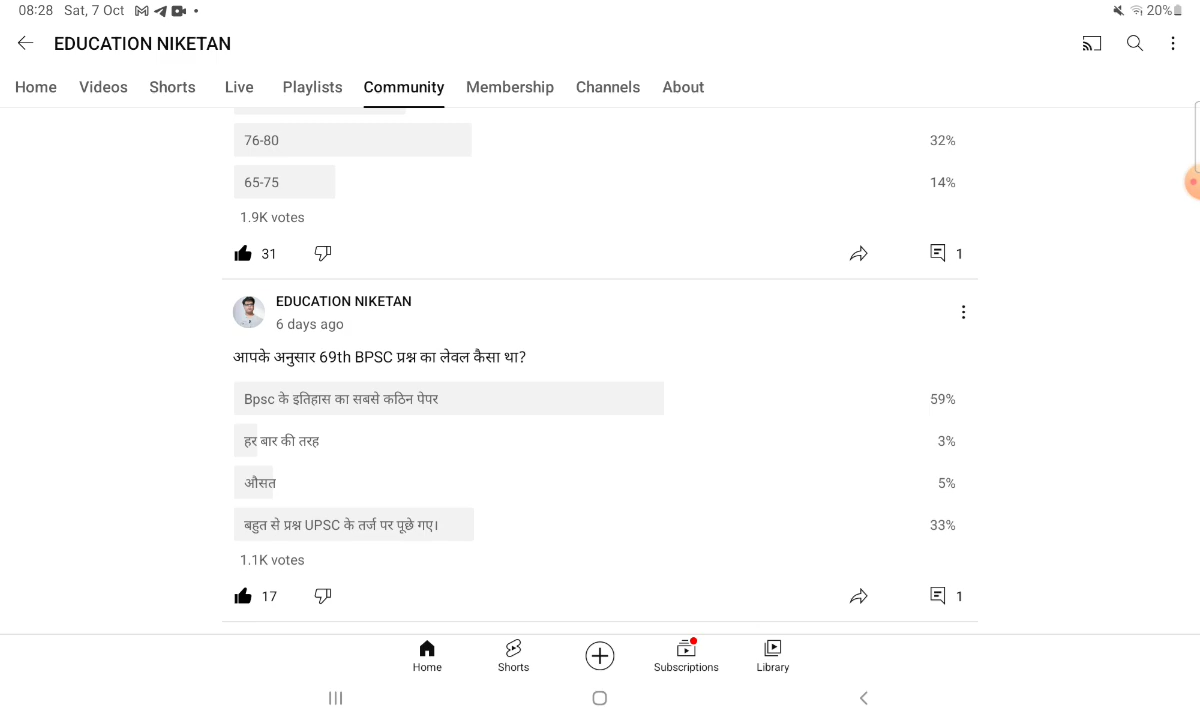 08:28 Sat, 7 Oct
20%
EDUCATION NIKETAN
Home Videos Shorts Live Playlists Community Membership Channels About
76-80 32%
65-75 14%
1.9K votes
31 1
EDUCATION NIKETAN
6 days ago
आपके अनुसार 69th BPSC प्रश्न का लेवल कैसा था?
Bpsc के इतिहास का सबसे कठिन पेपर 59%
हर बार की तरह 3%
औसत 5%
बहुत से प्रश्न UPSC के तर्ज पर पूछे गए। 33%
1.1K votes
17 1
Home Shorts Subscriptions Library